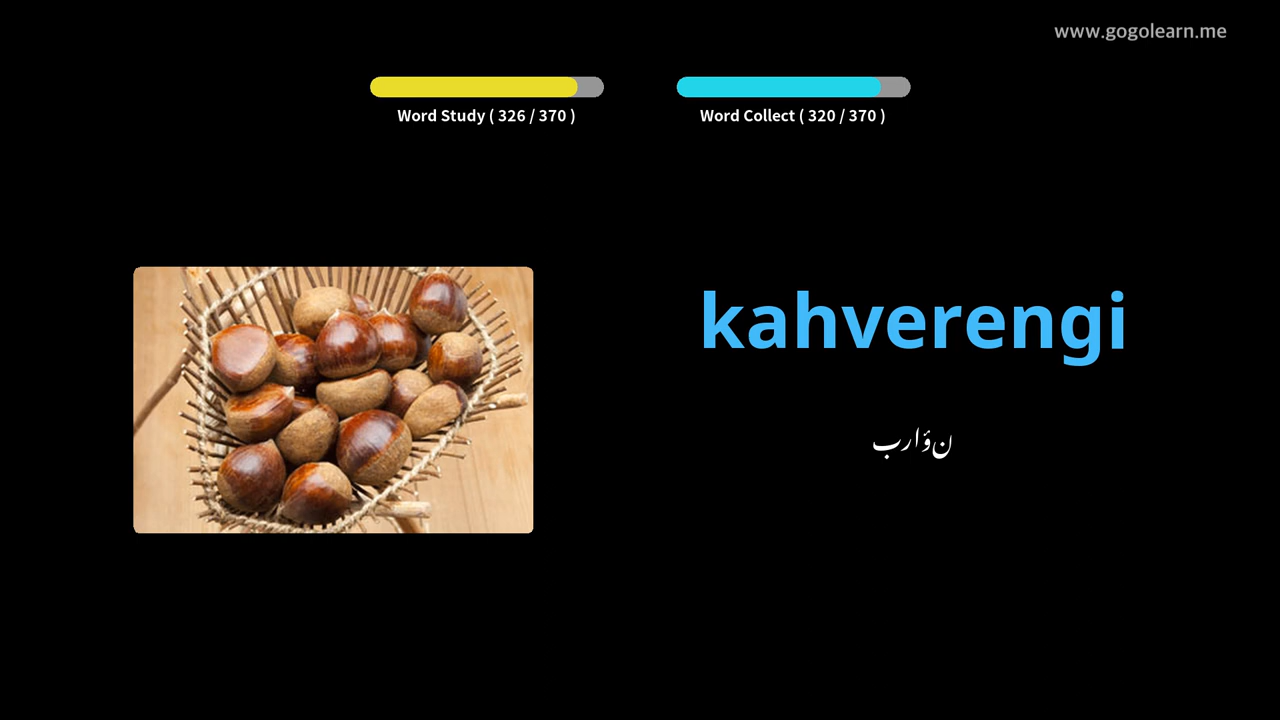 www.gogolearn.me
Word Study ( 326 / 370 )
Word Collect ( 320 / 370 )
kahverengi
براؤن